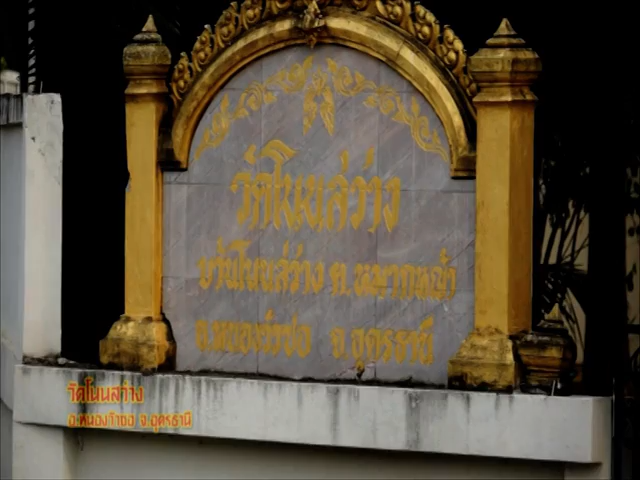 วัดโนนสว่าง
บ้านโนนสว่าง ต.หมากหญ้า
อ.หนองวัวซอ จ.อุดรธานี
วัดโนนสว่าง
อ.หนองวัวซอ จ.อุดรธานี